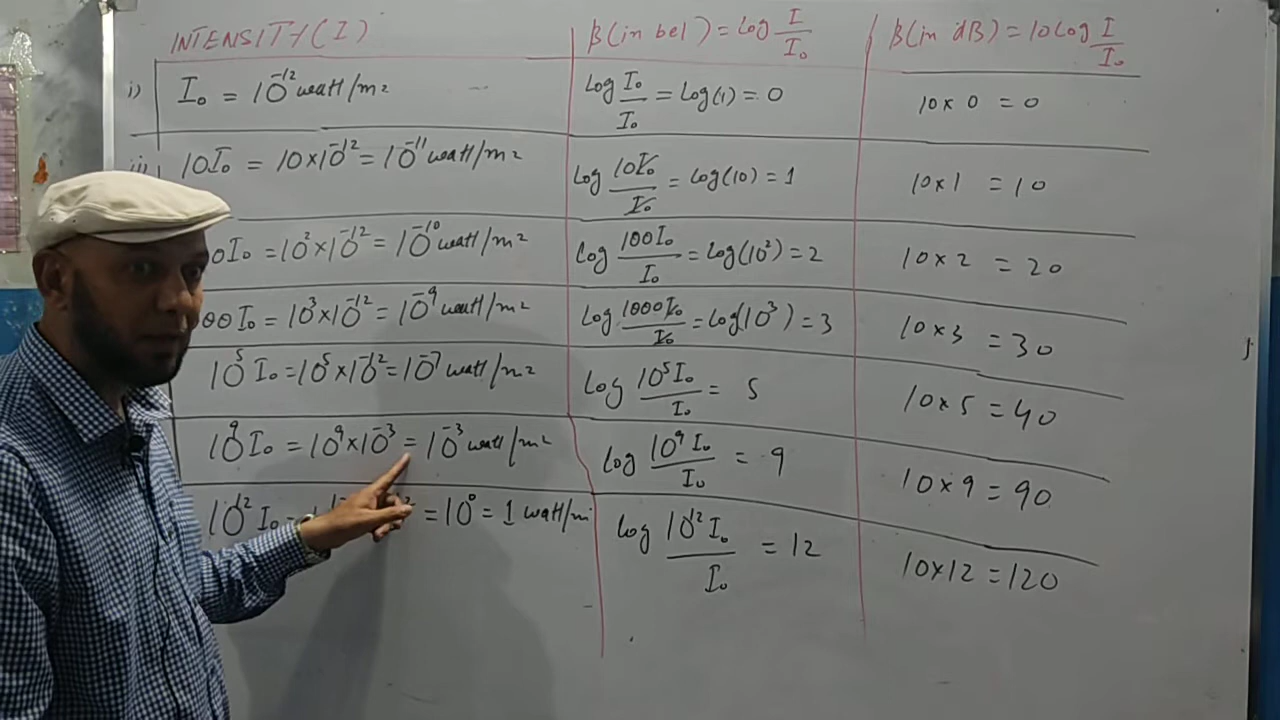 INTENSITY(I) β(in bel) = Log I/I₀ β(in dB) = 10Log I/I₀
i) I₀ = 10⁻¹² watt/m² Log I₀/I₀ = Log(1) = 0 10 × 0 = 0
ii) 10I₀ = 10×10⁻¹² = 10⁻¹¹ watt/m² Log 10I₀/I₀ = Log(10) = 1 10×1 = 10
0I₀ = 10²×10⁻¹² = 10⁻¹⁰ watt/m² Log 100I₀/I₀ = Log(10²) = 2 10×2 = 20
00I₀ = 10³×10⁻¹² = 10⁻⁹ watt/m² Log 1000I₀/I₀ = Log(10³) = 3 10×3 = 30
10⁵ I₀ = 10⁵×10⁻¹² = 10⁻⁷ watt/m² Log 10⁵I₀/I₀ = 5 10×5 = 40
10⁹ I₀ = 10⁹×10⁻³ = 10⁻³ watt/m² Log 10⁹ I₀/I₀ = 9 10×9 = 90
10¹² I₀ = = 10⁰ = 1 watt/m Log 10¹² I₀/I₀ = 12 10×12 = 120